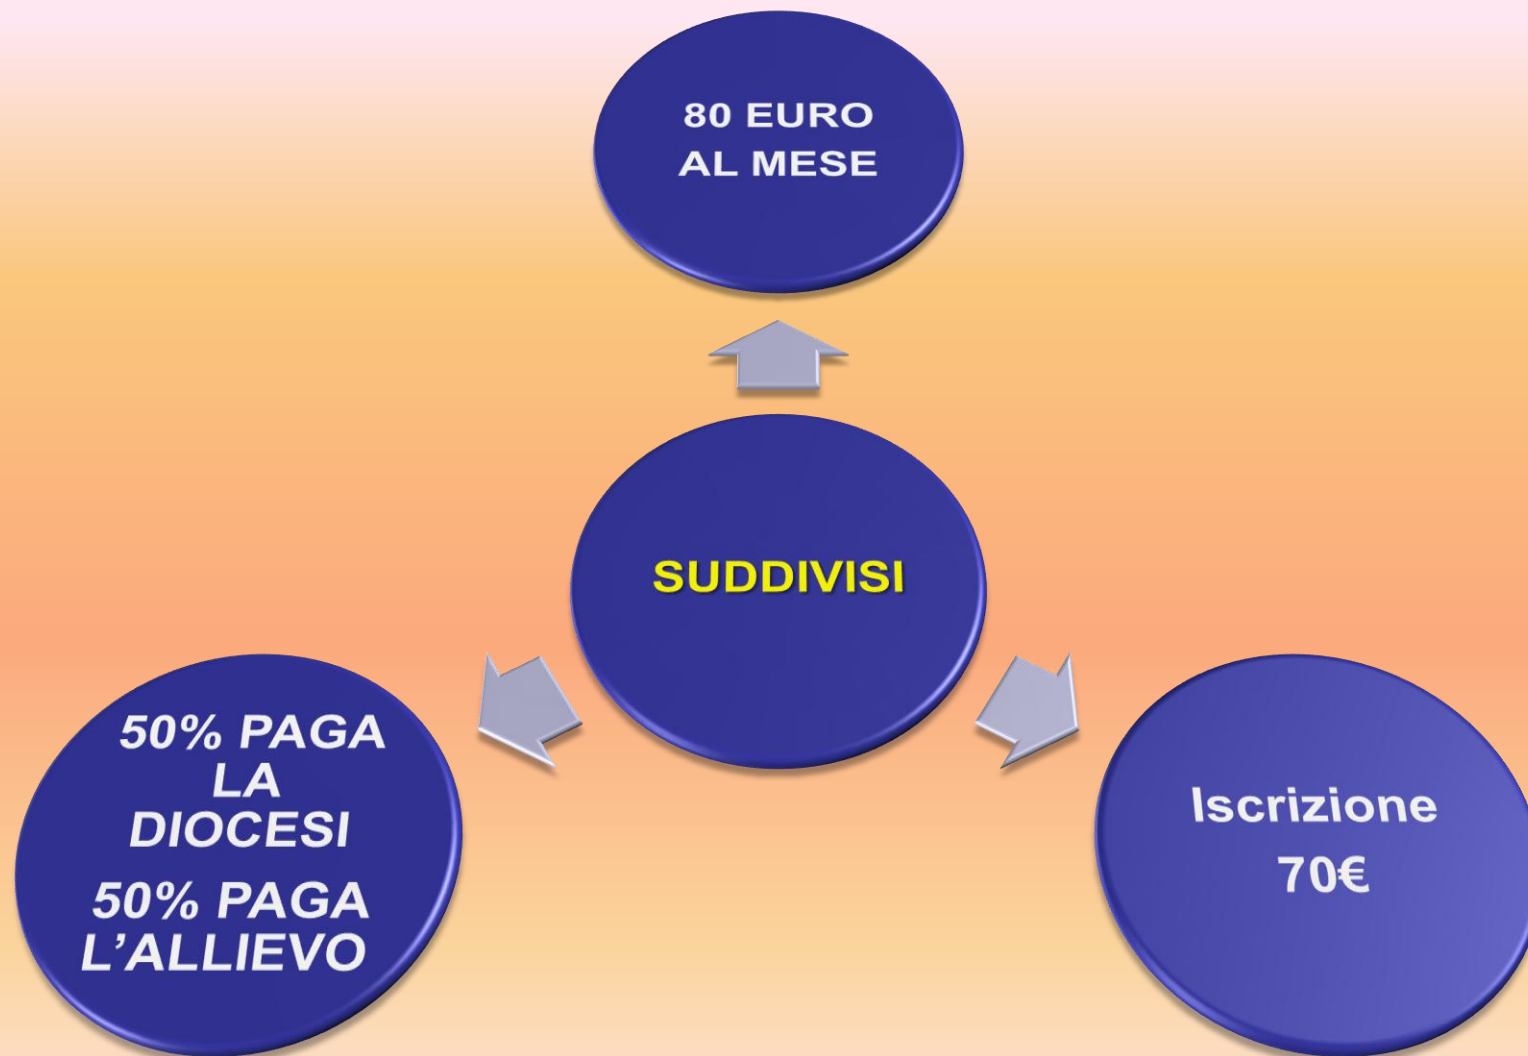 80 EURO
AL MESE
SUDDIVISI
50% PAGA
LA
DIOCESI
50% PAGA
L’ALLIEVO
Iscrizione
70€